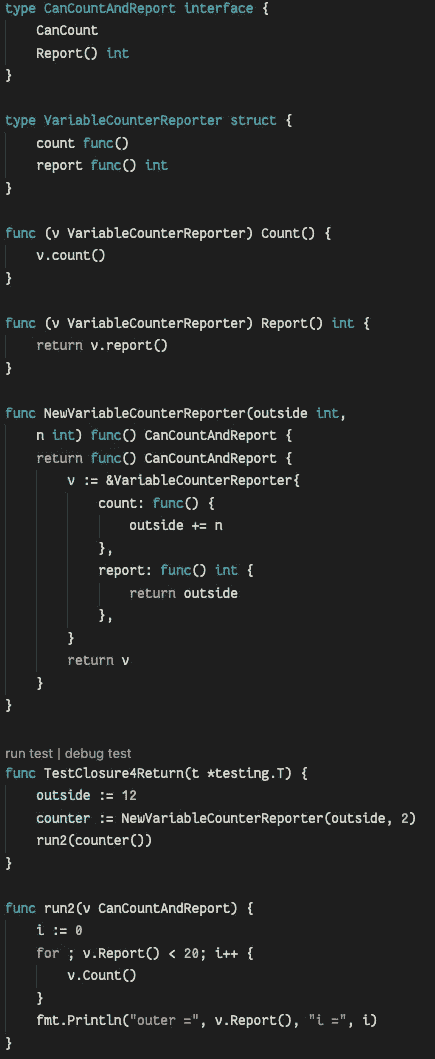 type CanCountAndReport interface {
    CanCount
    Report() int
}

type VariableCounterReporter struct {
    count func()
    report func() int
}

func (v VariableCounterReporter) Count() {
    v.count()
}

func (v VariableCounterReporter) Report() int {
    return v.report()
}

func NewVariableCounterReporter(outside int,
    n int) func() CanCountAndReport {
    return func() CanCountAndReport {
        v := &VariableCounterReporter{
            count: func() {
                outside += n
            },
            report: func() int {
                return outside
            },
        }
        return v
    }
}

run test | debug test
func TestClosure4Return(t *testing.T) {
    outside := 12
    counter := NewVariableCounterReporter(outside, 2)
    run2(counter())
}

func run2(v CanCountAndReport) {
    i := 0
    for ; v.Report() < 20; i++ {
        v.Count()
    }
    fmt.Println("outer =", v.Report(), "i =", i)
}